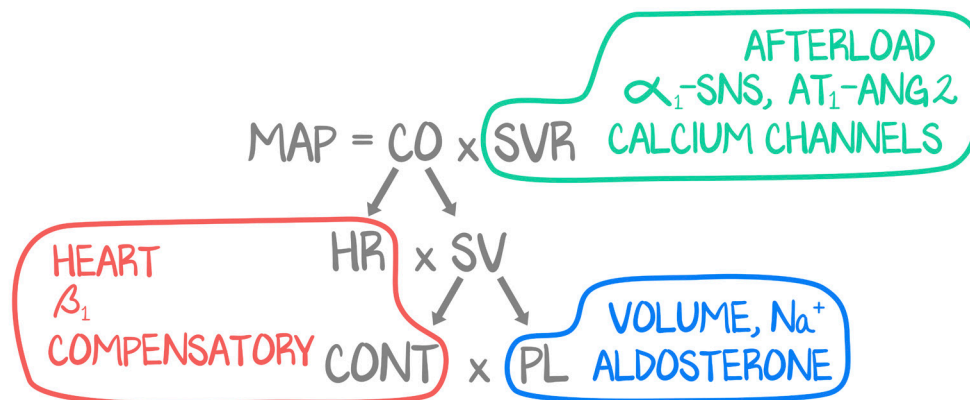 AFTERLOAD
α₁-SNS, AT₁-ANG2
MAP = CO x SVR CALCIUM CHANNELS
HEART HR x SV
β₁
VOLUME, Na⁺
COMPENSATORY CONT x PL ALDOSTERONE